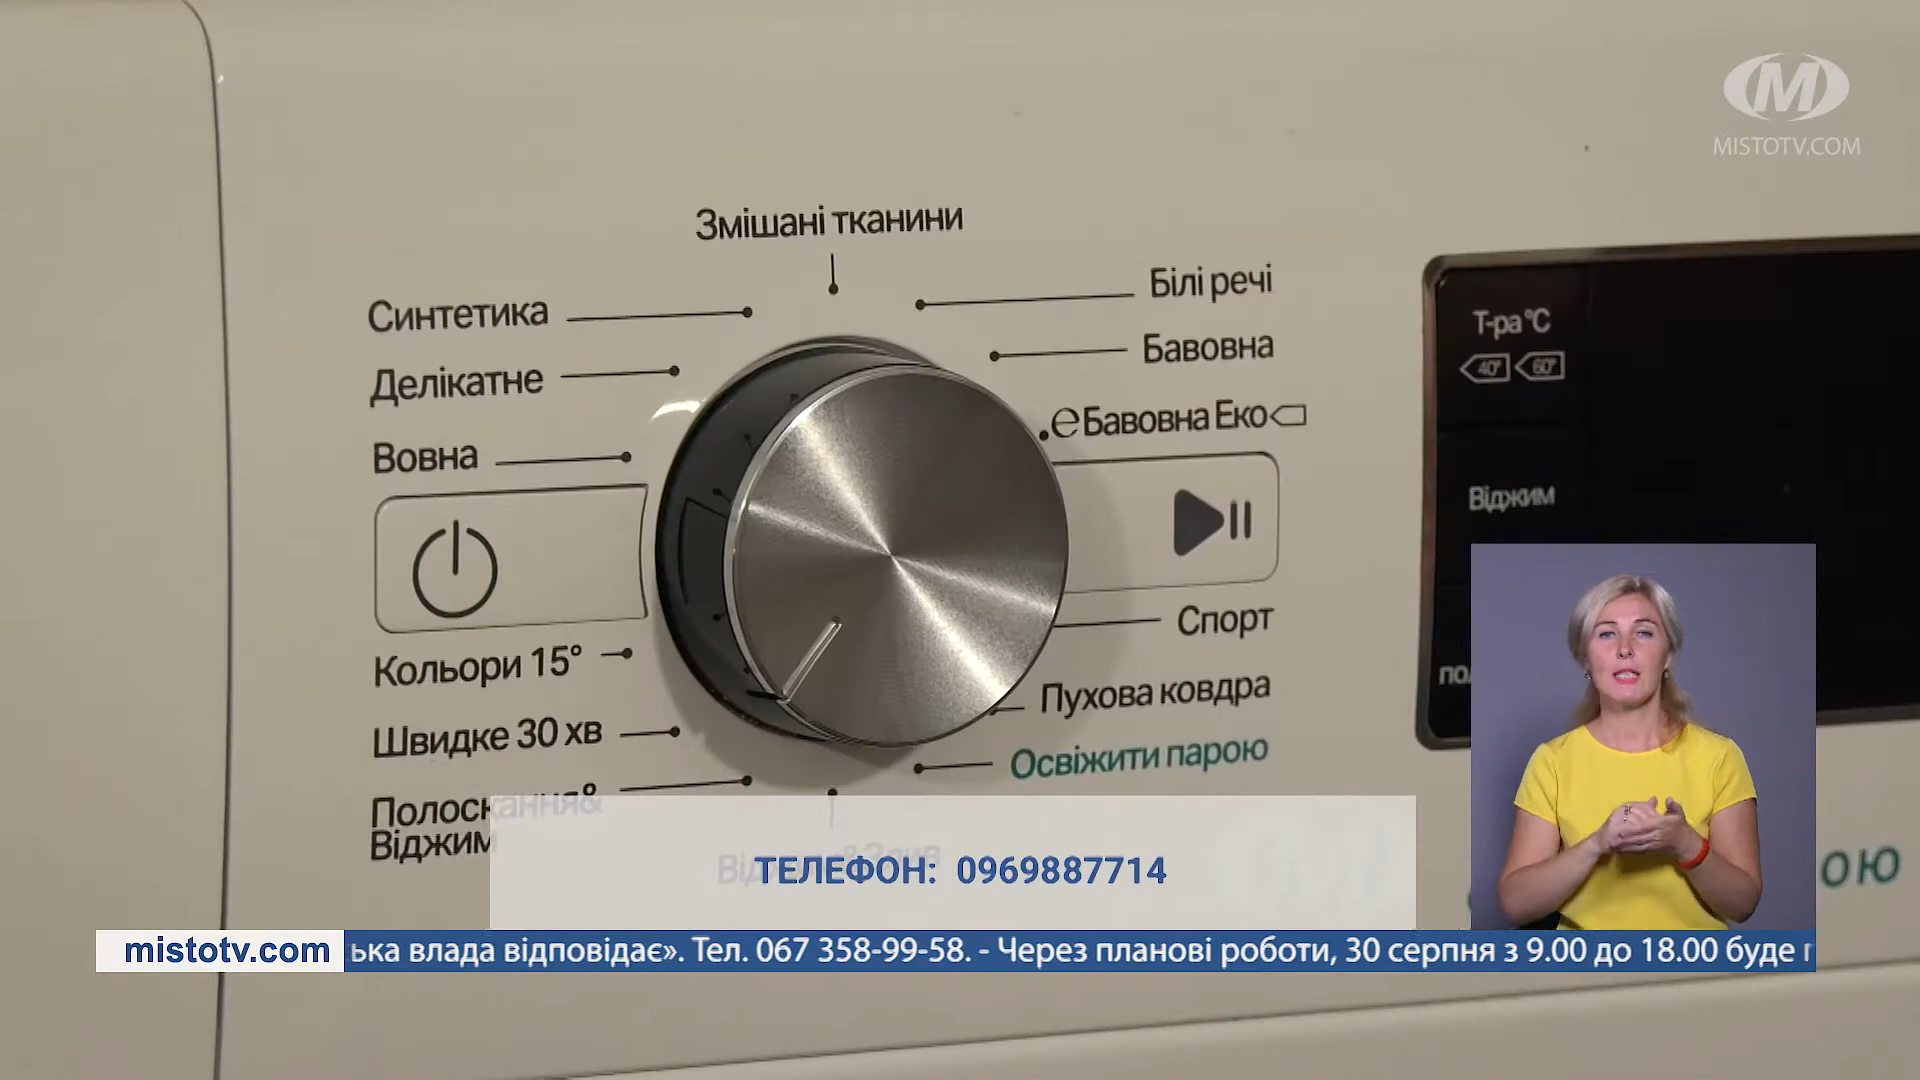 MISTOTV.COM
Змішані тканини
Синтетика
Білі речі
Делікатне
Бавовна
Вовна
Бавовна Еко
Т-ра °C
40° 60°
Віджим
Кольори 15°
Спорт
Швидке 30 хв
Пухова ковдра
Освіжити парою
Полоскання&
Віджим
ТЕЛЕФОН: 0969887714
mistotv.com
ька влада відповідає». Тел. 067 358-99-58. - Через планові роботи, 30 серпня з 9.00 до 18.00 буде